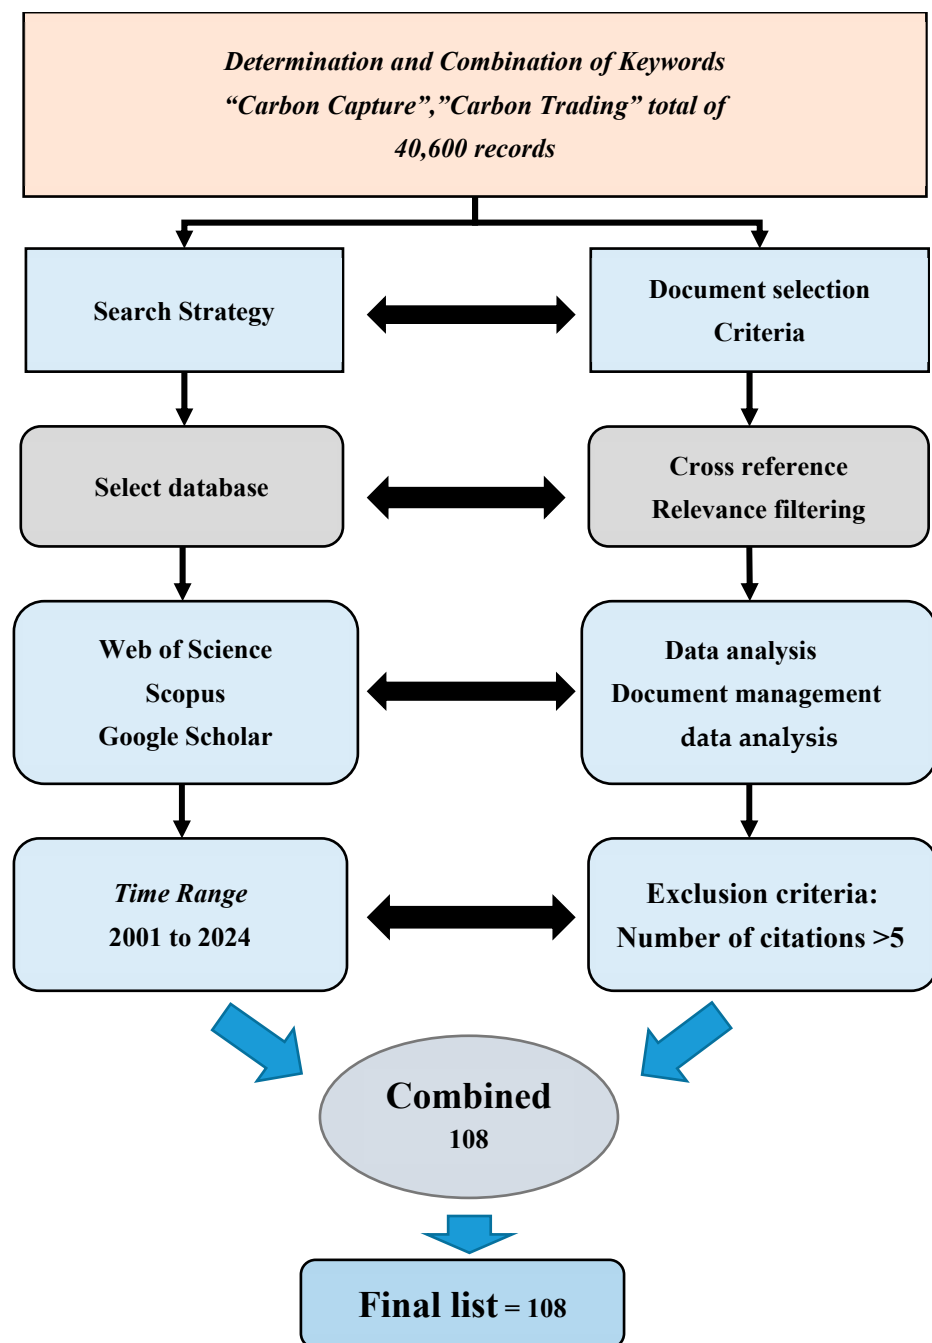 Determination and Combination of Keywords
“Carbon Capture”,”Carbon Trading” total of
40,600 records
Search Strategy
Document selection
Criteria
Select database
Cross reference
Relevance filtering
Web of Science
Scopus
Google Scholar
Data analysis
Document management
data analysis
Time Range
2001 to 2024
Exclusion criteria:
Number of citations >5
Combined
108
Final list = 108